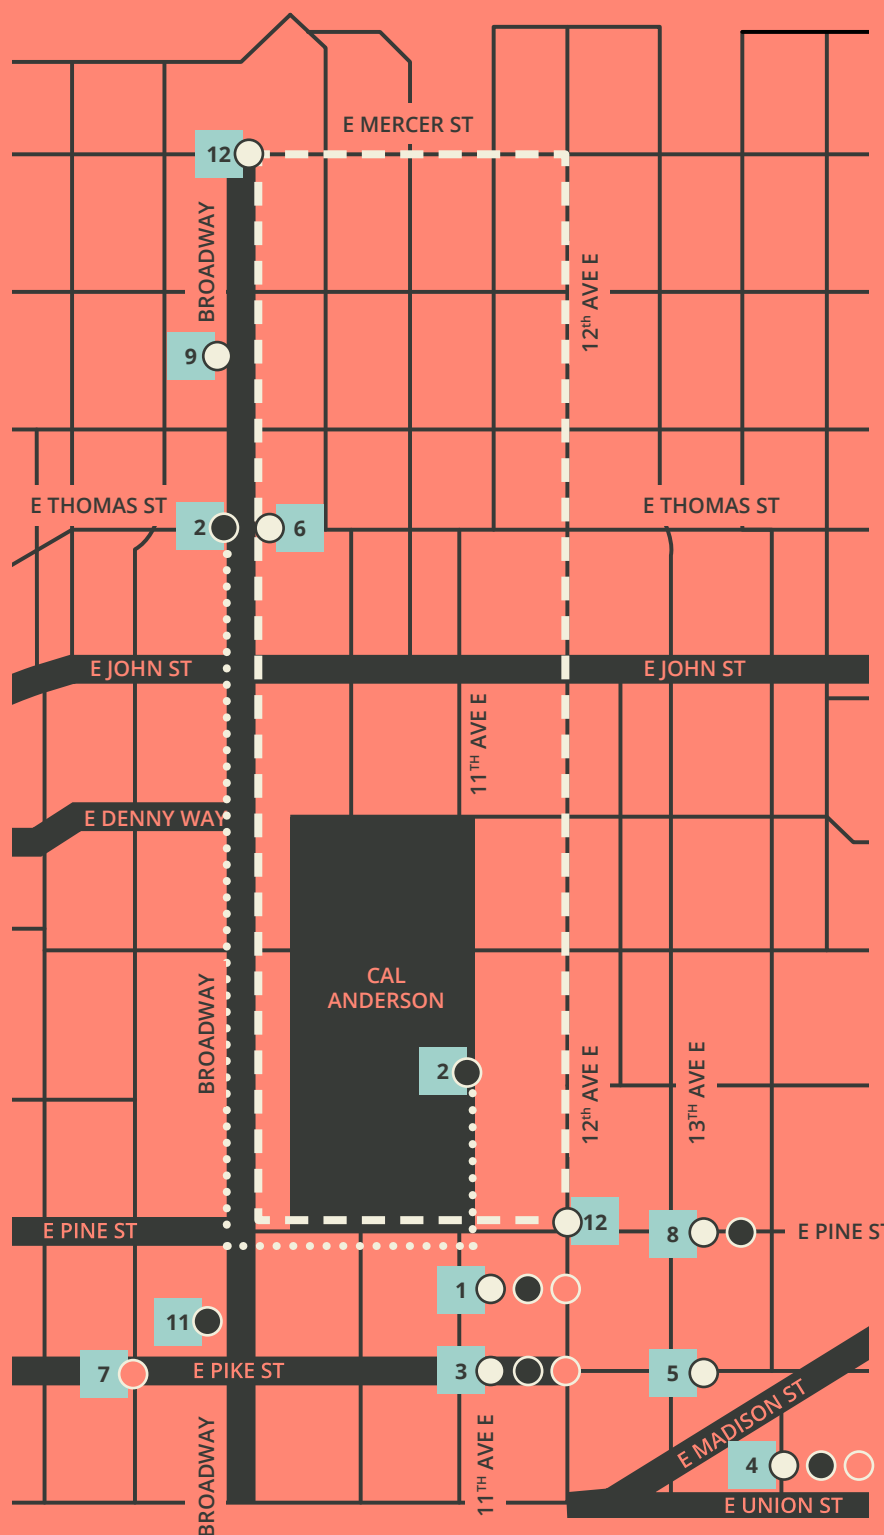 E MERCER ST
12
BROADWAY
12th AVE E
9
E THOMAS ST
2
6
E THOMAS ST
E JOHN ST
E JOHN ST
11TH AVE E
E DENNY WAY
CAL
ANDERSON
BROADWAY
2
12th AVE E
13TH AVE E
12
E PINE ST
8
E PINE ST
1
11
7
E PIKE ST
3
5
E MADISON ST
BROADWAY
11TH AVE E
4
E UNION ST